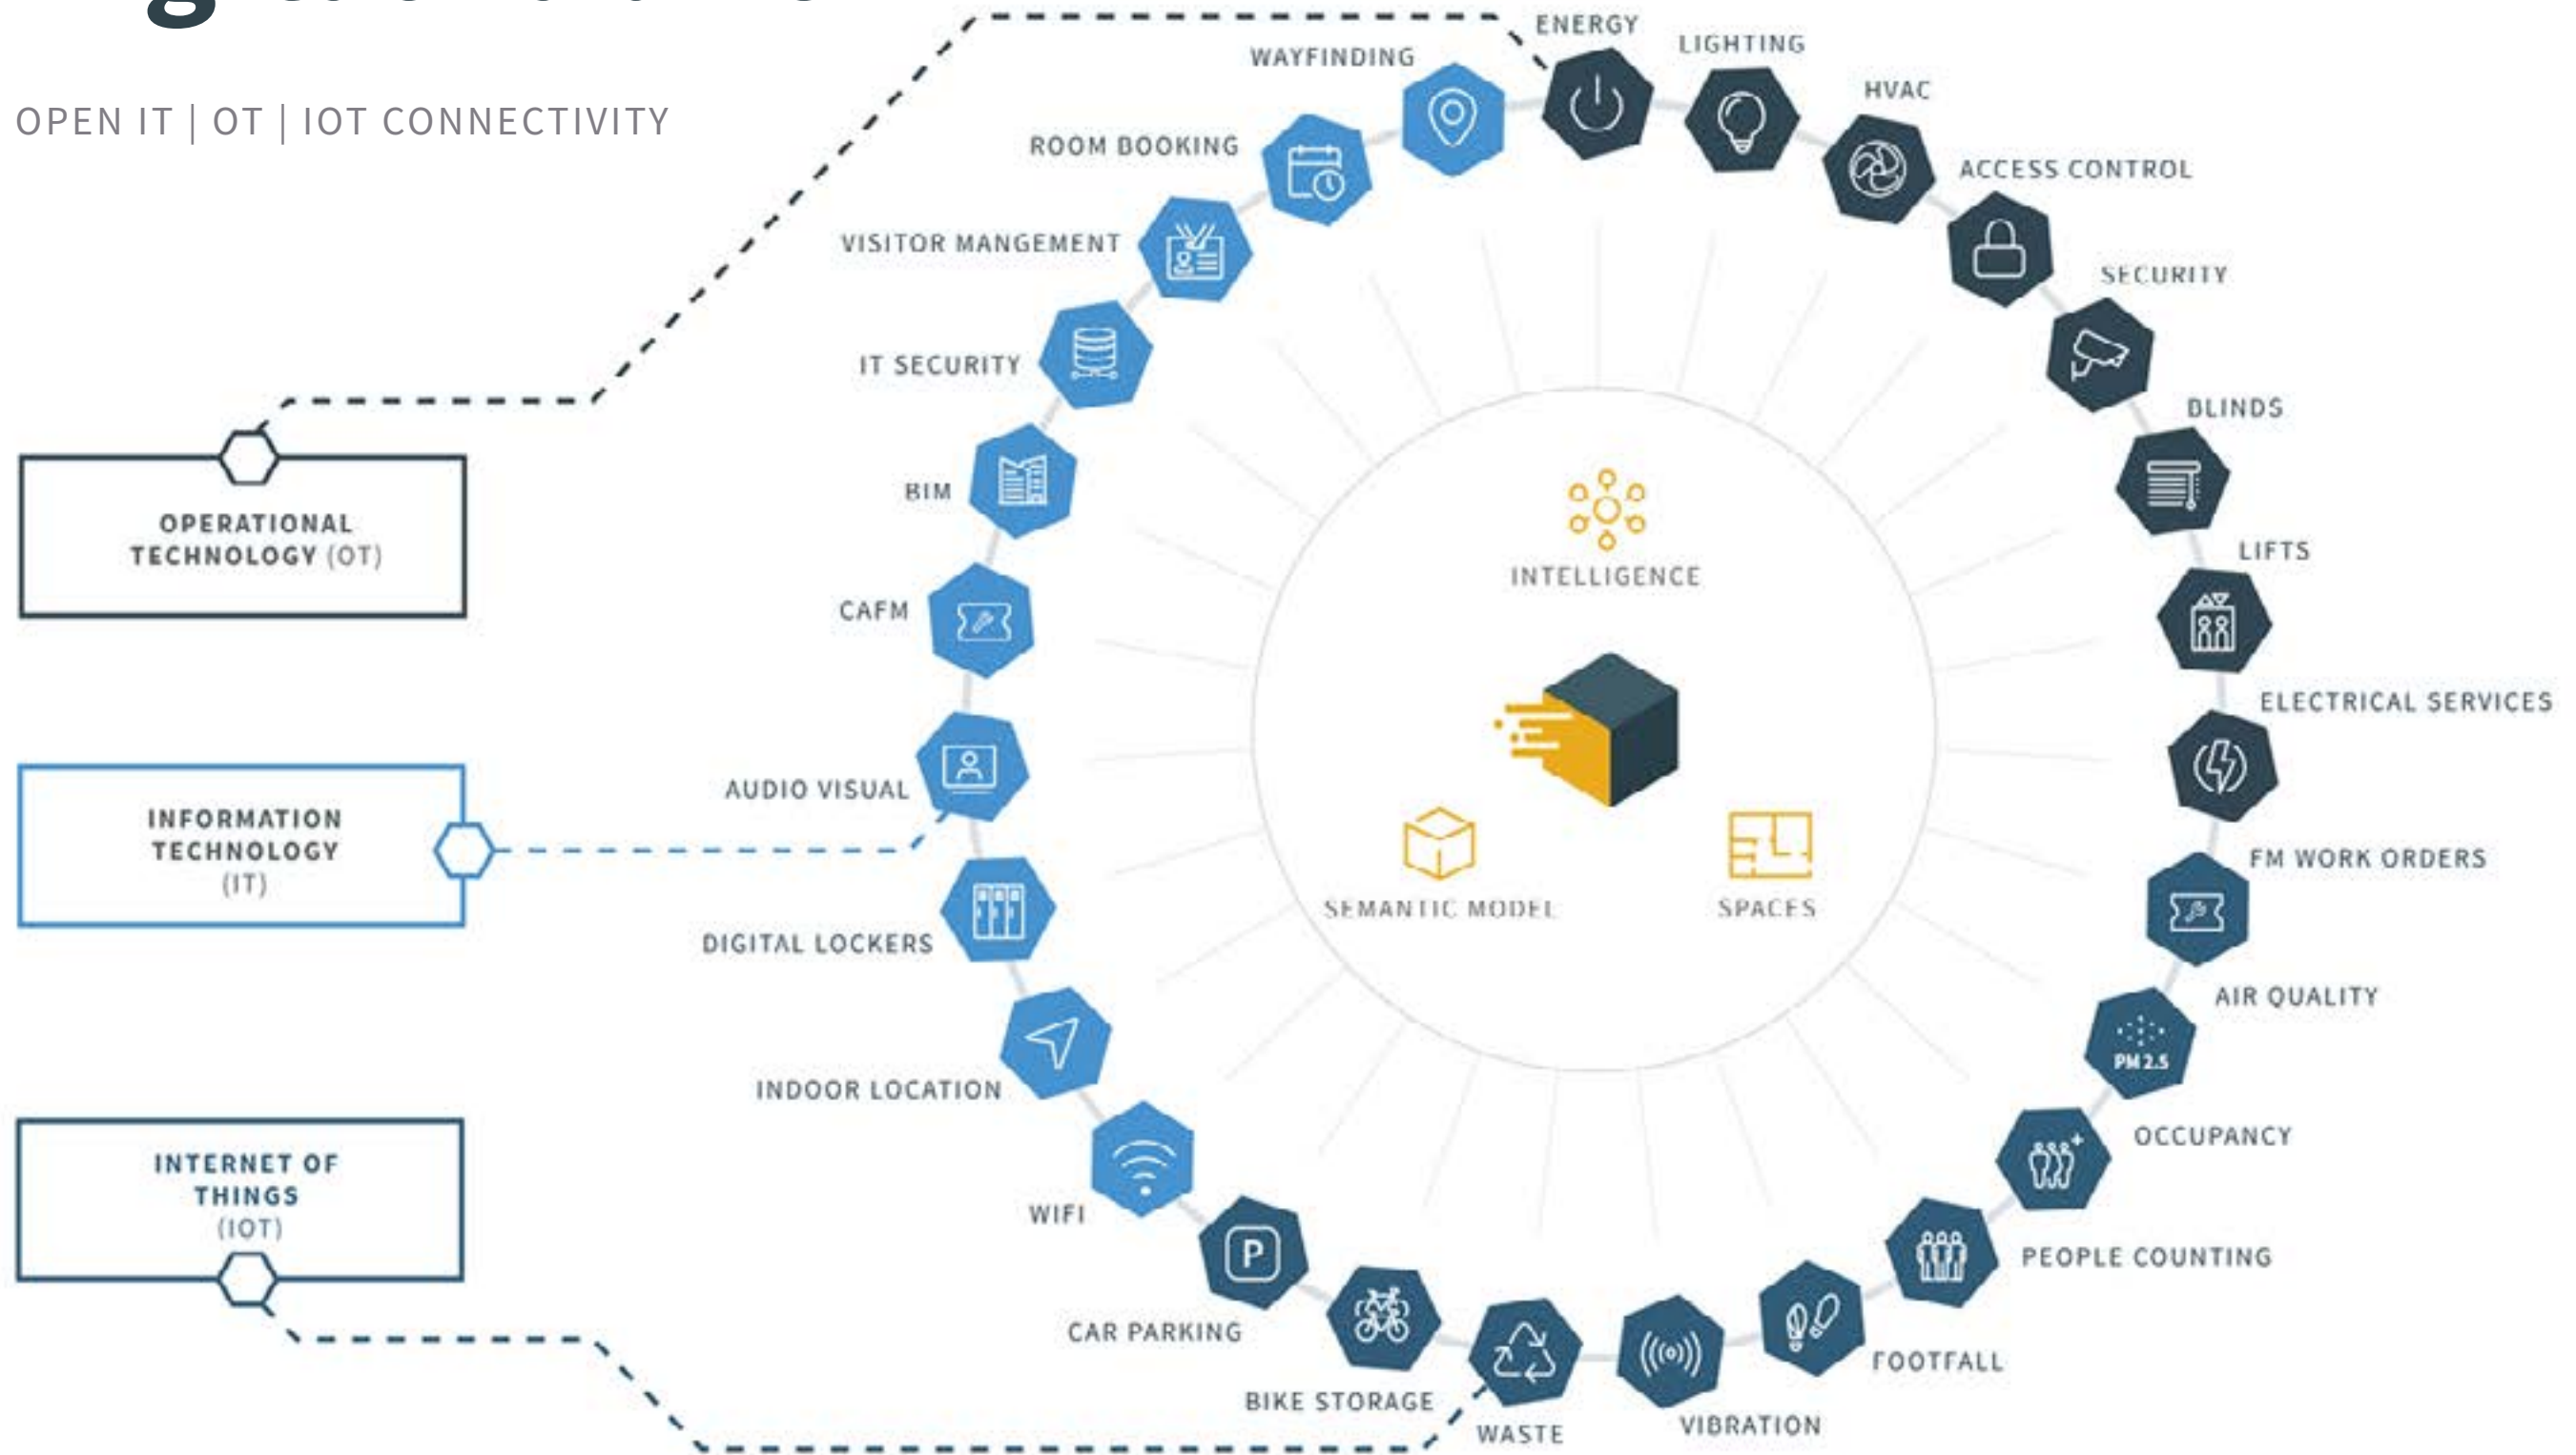 OPEN IT | OT | IOT CONNECTIVITY
ENERGY
LIGHTING
HVAC
ACCESS CONTROL
SECURITY
BLINDS
LIFTS
ELECTRICAL SERVICES
FM WORK ORDERS
AIR QUALITY
PM 2.5
OCCUPANCY
PEOPLE COUNTING
FOOTFALL
VIBRATION
WASTE
BIKE STORAGE
CAR PARKING
P
WIFI
INDOOR LOCATION
DIGITAL LOCKERS
AUDIO VISUAL
CAFM
BIM
IT SECURITY
VISITOR MANGEMENT
ROOM BOOKING
WAYFINDING
OPERATIONAL
TECHNOLOGY (OT)
INFORMATION
TECHNOLOGY
(IT)
INTERNET OF
THINGS
(IOT)
INTELLIGENCE
SEMANTIC MODEL
SPACES